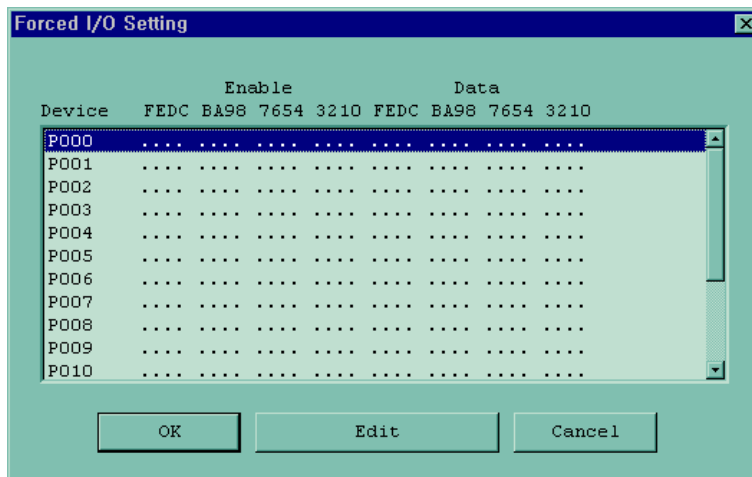 Forced I/O Setting
Enable Data
Device FEDC BA98 7654 3210 FEDC BA98 7654 3210
P000 .... .... .... .... .... .... .... ....
P001 .... .... .... .... .... .... .... ....
P002 .... .... .... .... .... .... .... ....
P003 .... .... .... .... .... .... .... ....
P004 .... .... .... .... .... .... .... ....
P005 .... .... .... .... .... .... .... ....
P006 .... .... .... .... .... .... .... ....
P007 .... .... .... .... .... .... .... ....
P008 .... .... .... .... .... .... .... ....
P009 .... .... .... .... .... .... .... ....
P010 .... .... .... .... .... .... .... ....
OK Edit Cancel